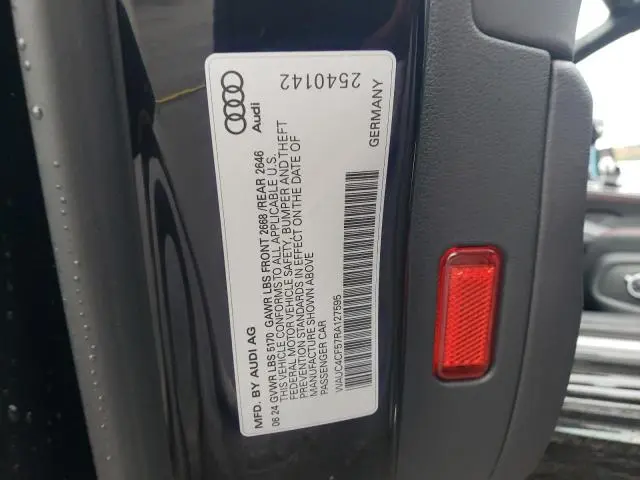 MFD. BY AUDI AG
06.24 GVWR LBS 5170 GAWR LBS FRONT 2668 /REAR 2646
THIS VEHICLE CONFORMS TO ALL APPLICABLE U.S.
FEDERAL MOTOR VEHICLE SAFETY, BUMPER AND THEFT
PREVENTION STANDARDS IN EFFECT ON THE DATE OF
MANUFACTURE SHOWN ABOVE
PASSENGER CAR
WAUC4CF57RA127595
Audi
2540142
GERMANY